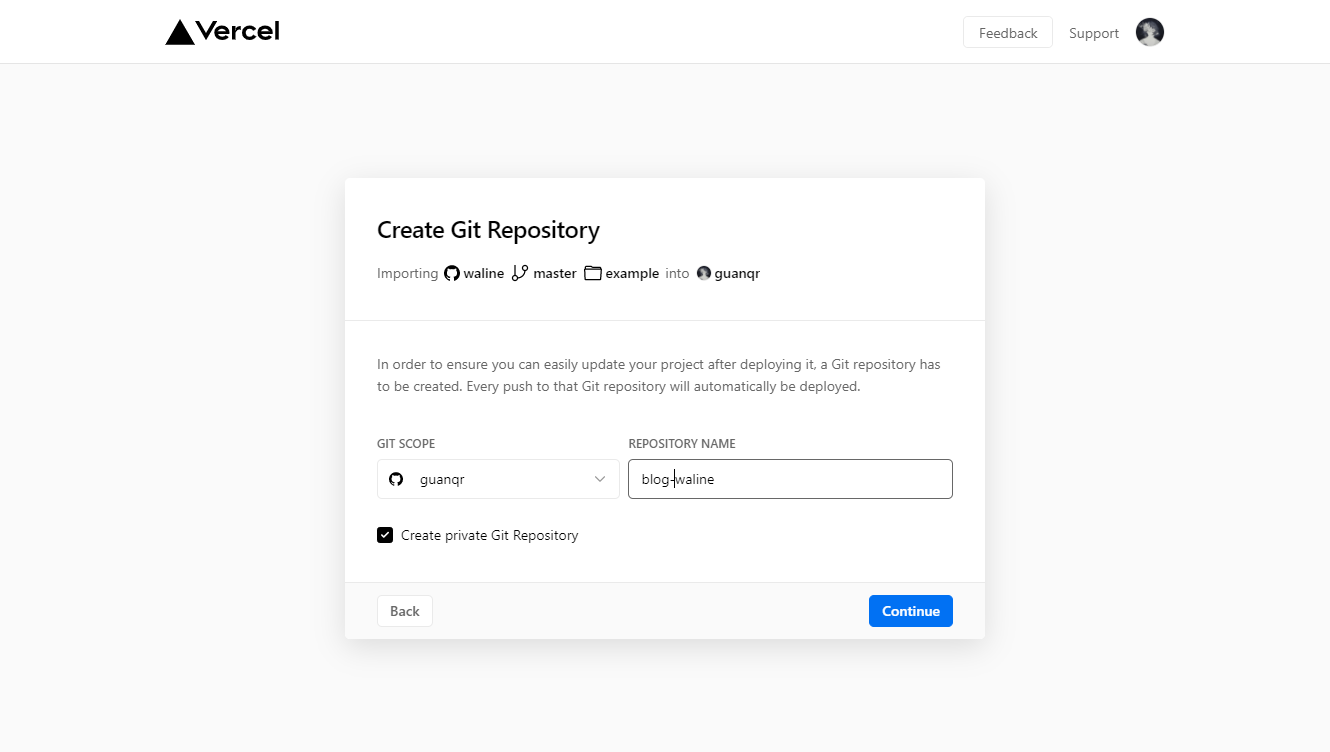 Vercel
Feedback Support
Create Git Repository
Importing waline master example into guanqr
In order to ensure you can easily update your project after deploying it, a Git repository has
to be created. Every push to that Git repository will automatically be deployed.
GIT SCOPE REPOSITORY NAME
guanqr blog-waline
Create private Git Repository
Back Continue